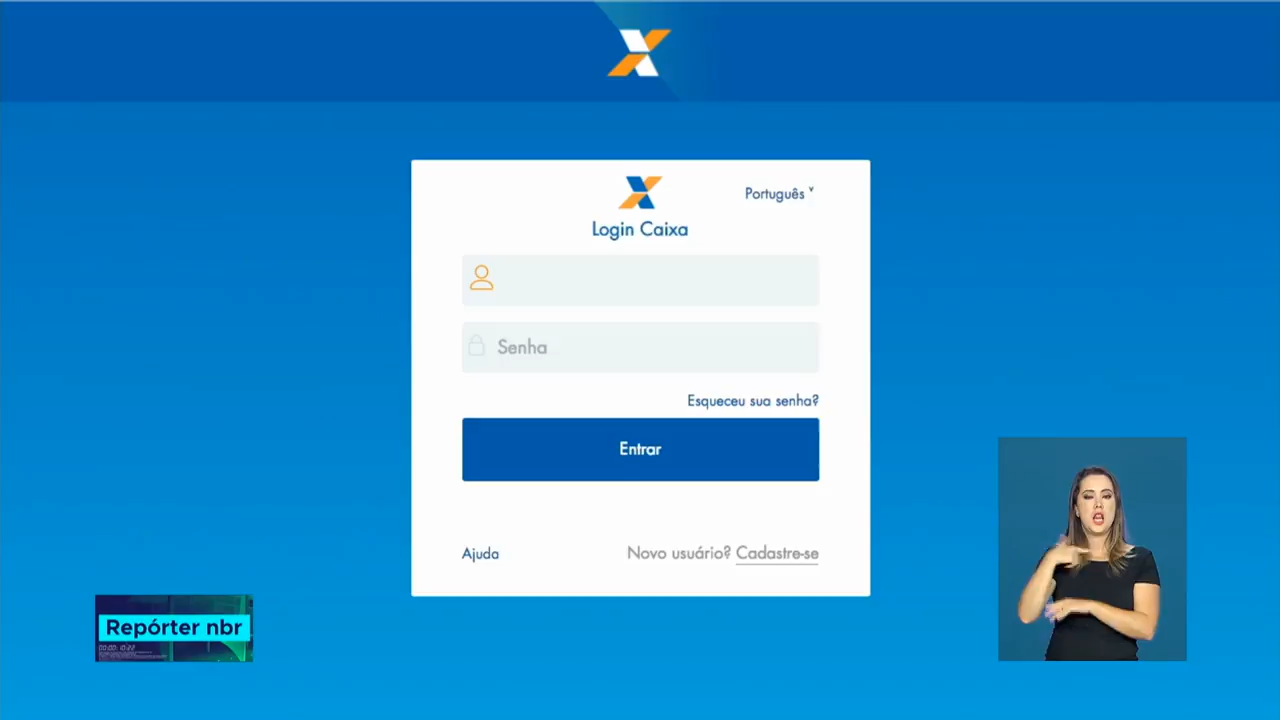 Português
Login Caixa
Senha
Esqueceu sua senha?
Entrar
Ajuda
Novo usuário? Cadastre-se
Repórter nbr